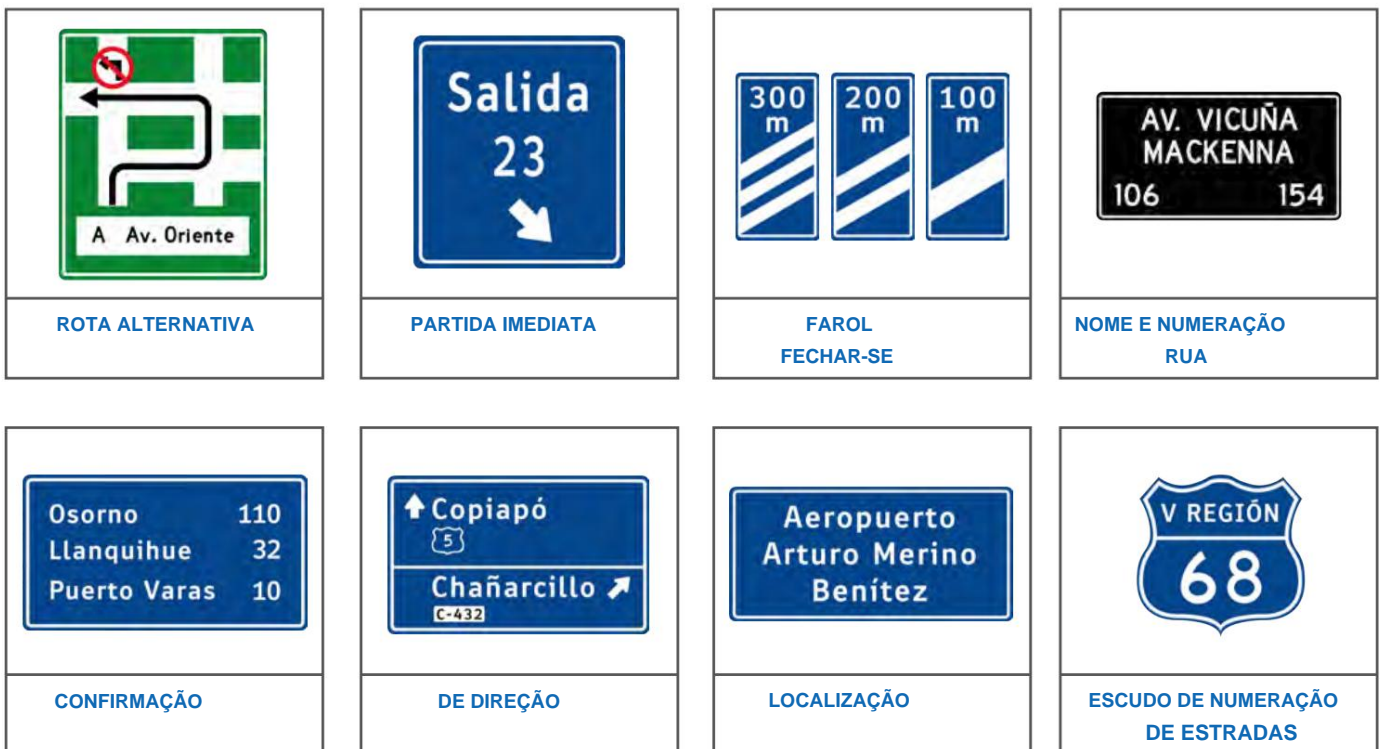 A Av. Oriente
ROTA ALTERNATIVA
Salida
23
PARTIDA IMEDIATA
300
m
200
m
100
m
FAROL
FECHAR-SE
AV. VICUÑA
MACKENNA
106 154
NOME E NUMERAÇÃO
RUA
Osorno 110
Llanquihue 32
Puerto Varas 10
CONFIRMAÇÃO
Copiapó
5
Chañarcillo
C-432
DE DIREÇÃO
Aeropuerto
Arturo Merino
Benítez
LOCALIZAÇÃO
V REGIÓN
68
ESCUDO DE NUMERAÇÃO
DE ESTRADAS